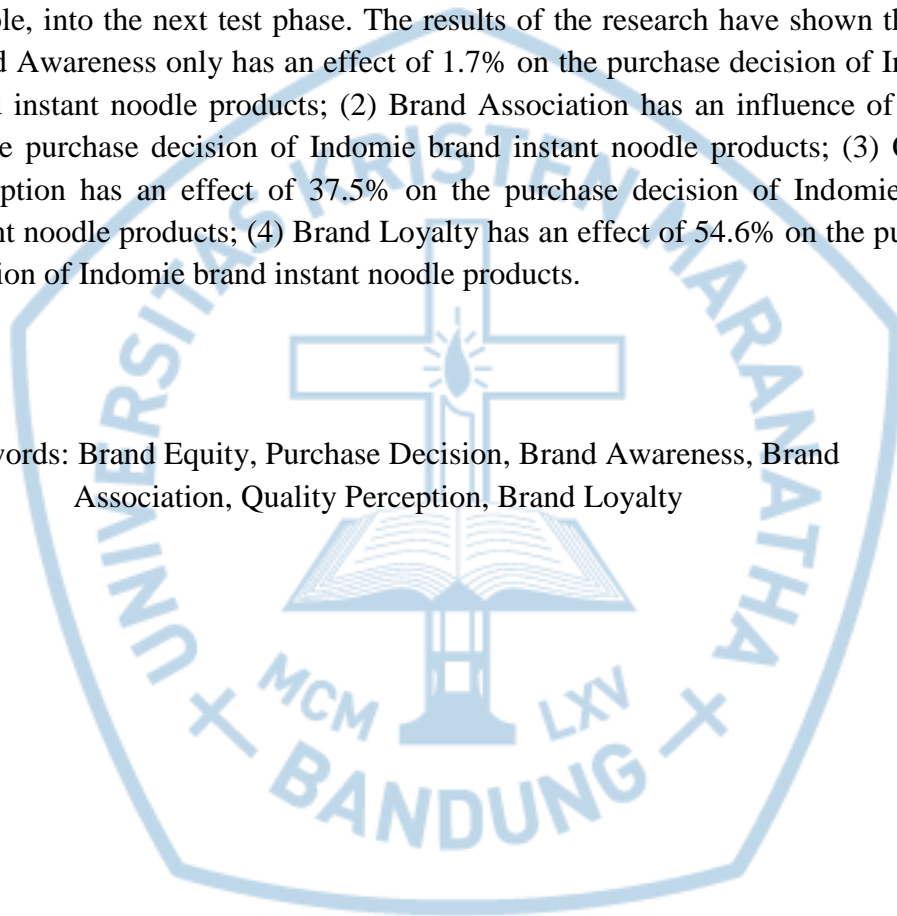 ple, into the next test phase. The results of the research have shown th
d Awareness only has an effect of 1.7% on the purchase decision of In
l instant noodle products; (2) Brand Association has an influence of
e purchase decision of Indomie brand instant noodle products; (3) Q
ption has an effect of 37.5% on the purchase decision of Indomie
nt noodle products; (4) Brand Loyalty has an effect of 54.6% on the pu
ion of Indomie brand instant noodle products.
words: Brand Equity, Purchase Decision, Brand Awareness, Brand
Association, Quality Perception, Brand Loyalty
UNIVERSITAS KRISTEN MARANATHA
MCM LXV
BANDUNG